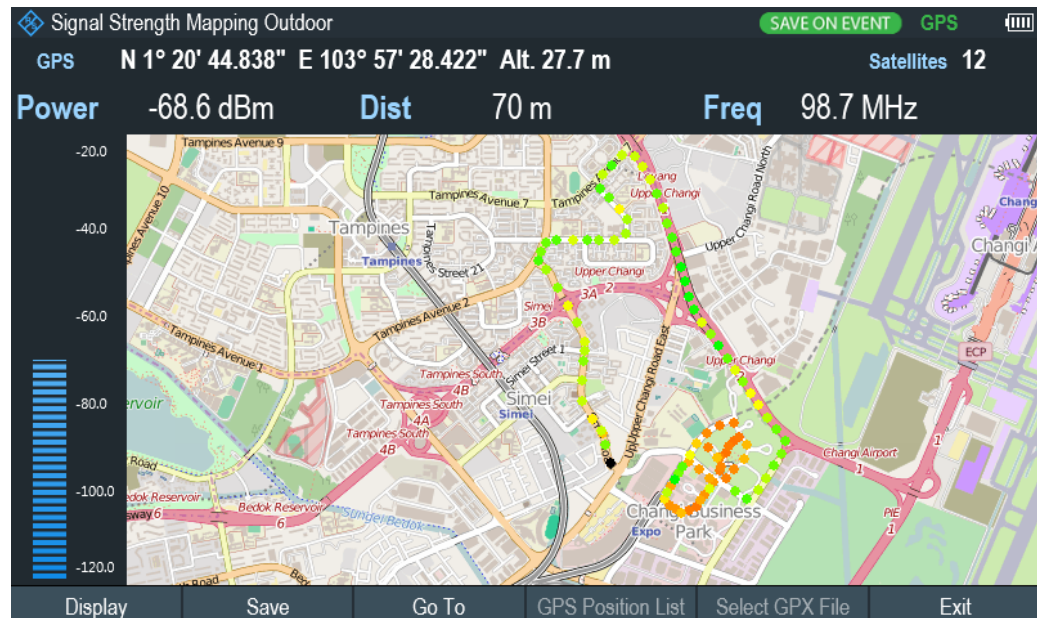 Signal Strength Mapping Outdoor SAVE ON EVENT GPS
GPS N 1° 20' 44.838" E 103° 57' 28.422" Alt. 27.7 m Satellites 12
Power -68.6 dBm Dist 70 m Freq 98.7 MHz
-20.0
-40.0
-60.0
-80.0
-100.0
-120.0
Tampines Avenue 9
Tampines Avenue 10
Tampines Avenue 7
Upper Changi
Upper Changi Road North
Chang
Changi A
Tampines
Tampines
Tampines Street 21
Upper Changi
Simei
3A 2
3B
Tampines Avenue 2
Tampines Avenue 1
Simei Street 1
Tampines South
4B
Tampines South
4A
Tampines South
4B
Simei
Simei
Upper Changi Road East
Upper Changi
ECP
ervoir
Road
Changi Airport
1
1
PIE
1
Bedok Reservoir
6
sway 6
Sungei Bedok
Changi Business
Park
Expo
Display Save Go To GPS Position List Select GPX File Exit